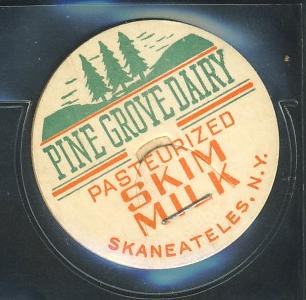 PINE GROVE DAIRY
PASTEURIZED
SKIM
MILK
SKANEATELES, N.Y.